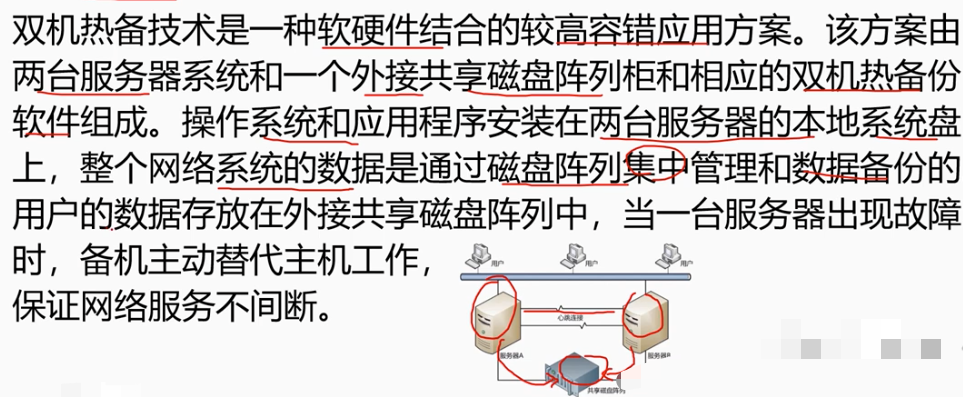 双机热备技术是一种软硬件结合的较高容错应用方案。该方案由
两台服务器系统和一个外接共享磁盘阵列柜和相应的双机热备份
软件组成。操作系统和应用程序安装在两台服务器的本地系统盘
上，整个网络系统的数据是通过磁盘阵列集中管理和数据备份的
用户的数据存放在外接共享磁盘阵列中，当一台服务器出现故障
时，备机主动替代主机工作，
保证网络服务不间断。
用户 用户 用户
心跳连接
服务器A 服务器B
共享磁盘阵列